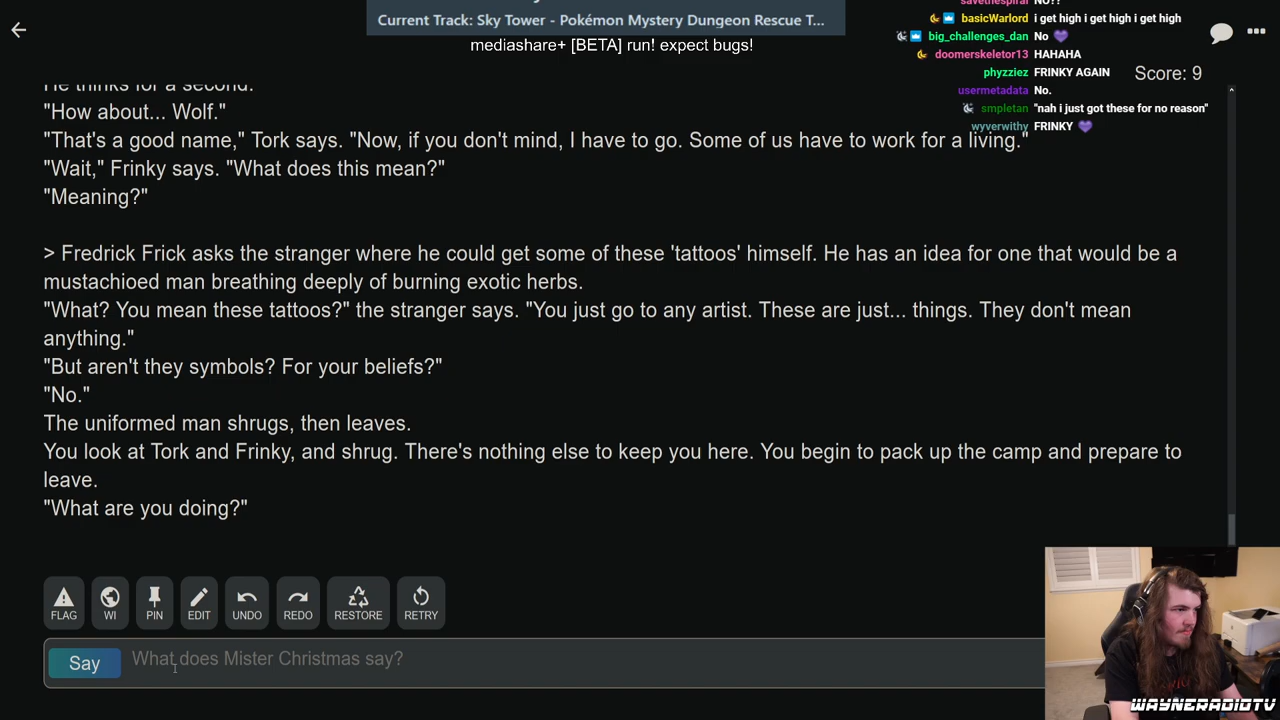 Current Track: Sky Tower - Pokémon Mystery Dungeon Rescue T...
mediashare+ [BETA] run! expect bugs!
basicWarlord i get high i get high i get high
big_challenges_dan No
doomerskeletor13 HAHAHA
phyzziez FRINKY AGAIN
usermetadata No.
smpletan "nah i just got these for no reason"
wyverwithy FRINKY
Score: 9
He thinks for a second.
"How about... Wolf."
"That's a good name," Tork says. "Now, if you don't mind, I have to go. Some of us have to work for a living."
"Wait," Frinky says. "What does this mean?"
"Meaning?"
> Fredrick Frick asks the stranger where he could get some of these 'tattoos' himself. He has an idea for one that would be a
mustachioed man breathing deeply of burning exotic herbs.
"What? You mean these tattoos?" the stranger says. "You just go to any artist. These are just... things. They don't mean
anything."
"But aren't they symbols? For your beliefs?"
"No."
The uniformed man shrugs, then leaves.
You look at Tork and Frinky, and shrug. There's nothing else to keep you here. You begin to pack up the camp and prepare to
leave.
"What are you doing?"
FLAG WI PIN EDIT UNDO REDO RESTORE RETRY
Say What does Mister Christmas say?
WAYNERADIOTV